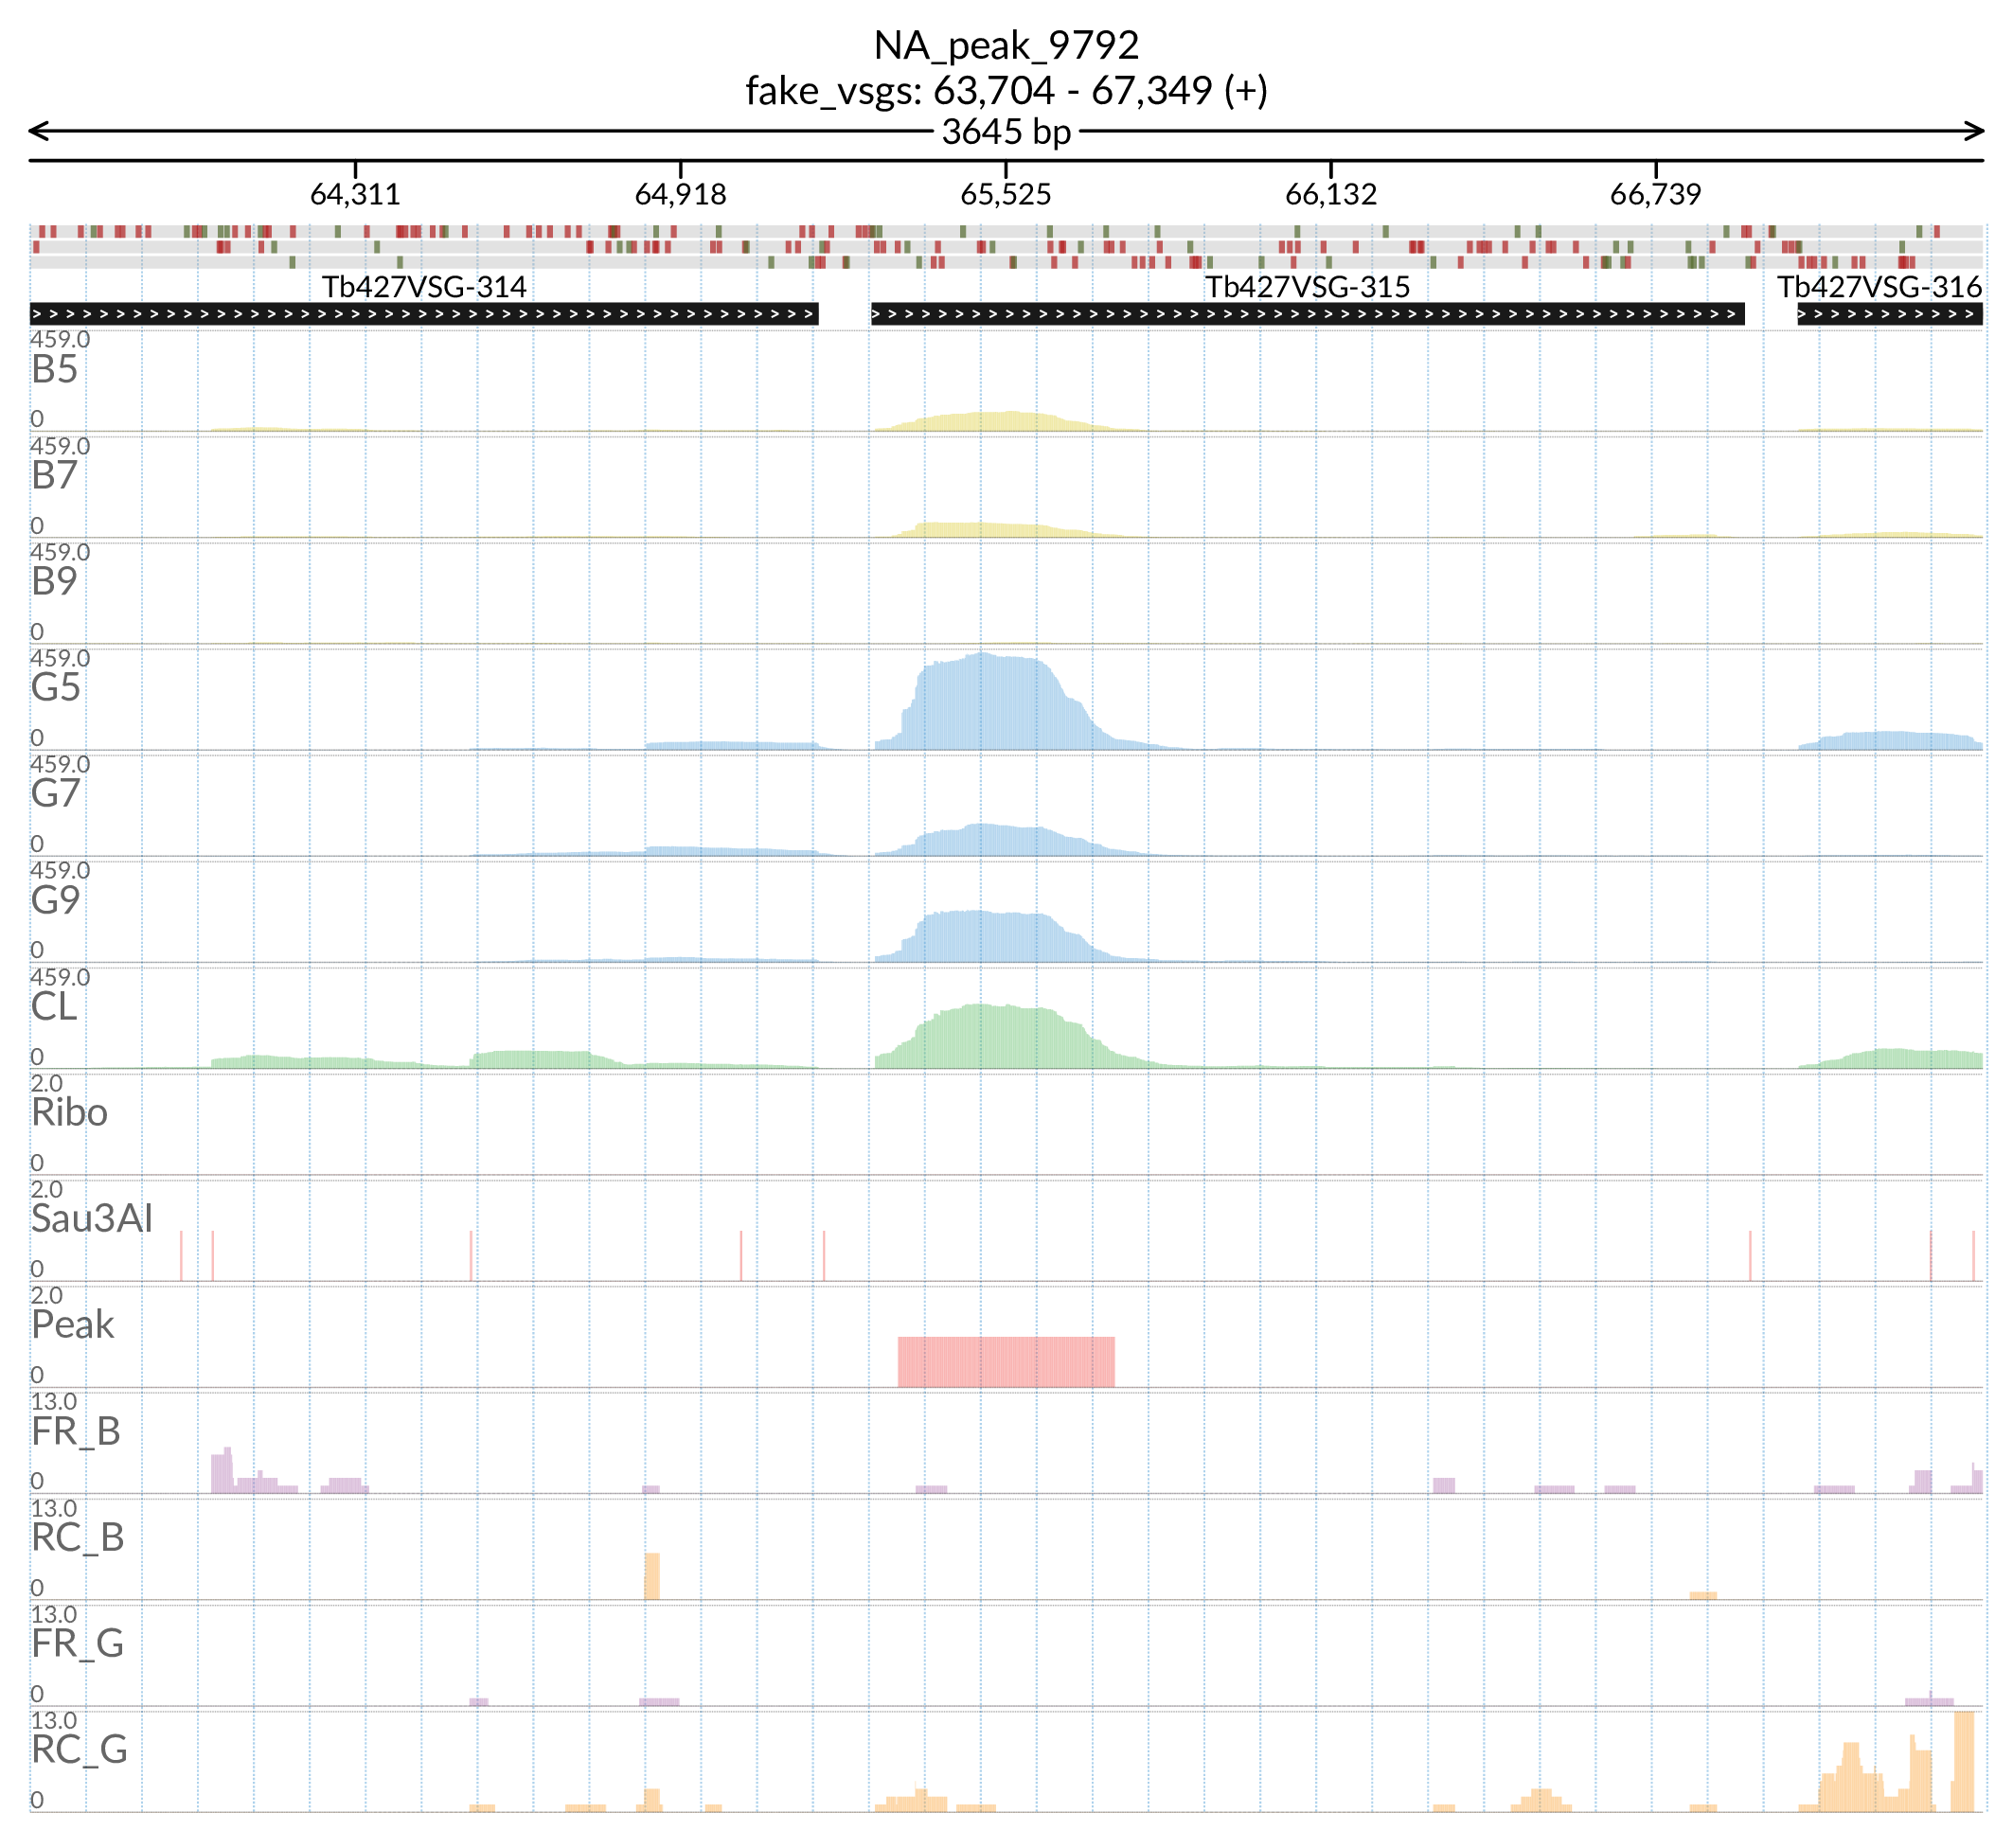 NA_peak_9792
fake_vsgs: 63,704 - 67,349 (+)
3645 bp
64,311 64,918 65,525 66,132 66,739
Tb427VSG-314 Tb427VSG-315 Tb427VSG-316
459.0
B5
0
459.0
B7
0
459.0
B9
0
459.0
G5
0
459.0
G7
0
459.0
G9
0
459.0
CL
0
2.0
Ribo
0
2.0
Sau3AI
0
2.0
Peak
0
13.0
FR_B
0
13.0
RC_B
0
13.0
FR_G
0
13.0
RC_G
0